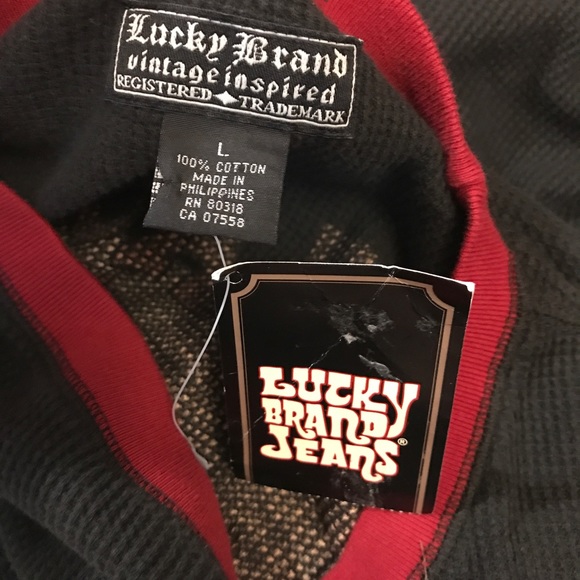 Lucky Brand
vintage inspired
REGISTERED TRADEMARK
L
100% COTTON
MADE IN
PHILIPPINES
RN 80318
CA 07558
LUCKY
BRAND
JEANS®